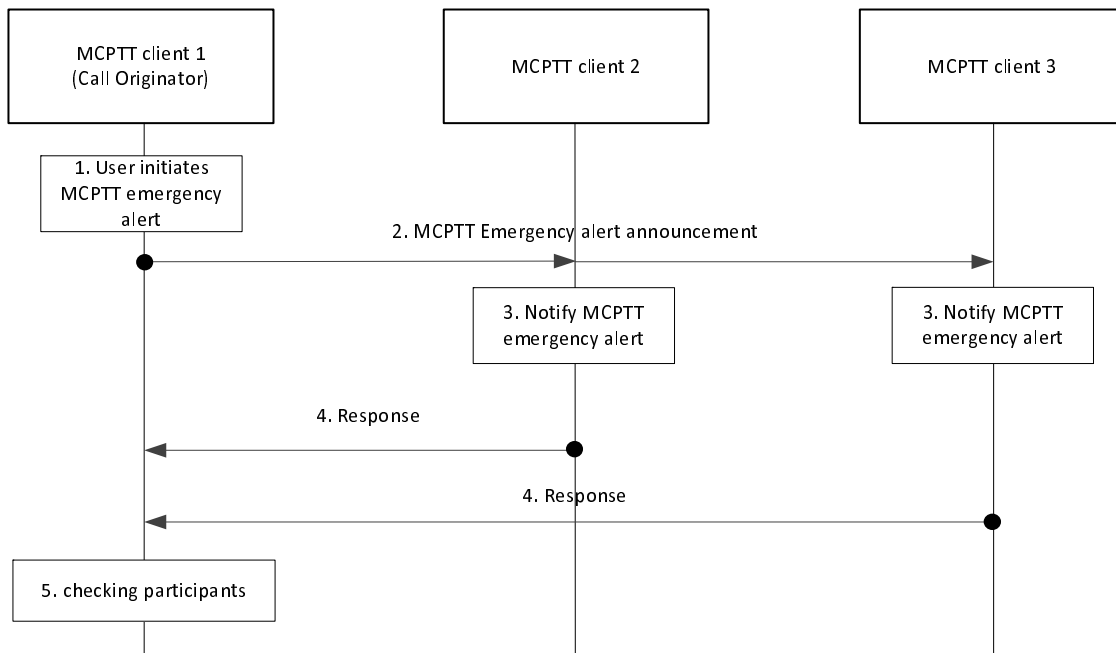 MCPTT client 1
(Call Originator)
MCPTT client 2
MCPTT client 3
1. User initiates
MCPTT emergency
alert
2. MCPTT Emergency alert announcement
3. Notify MCPTT
emergency alert
3. Notify MCPTT
emergency alert
4. Response
4. Response
5. checking participants